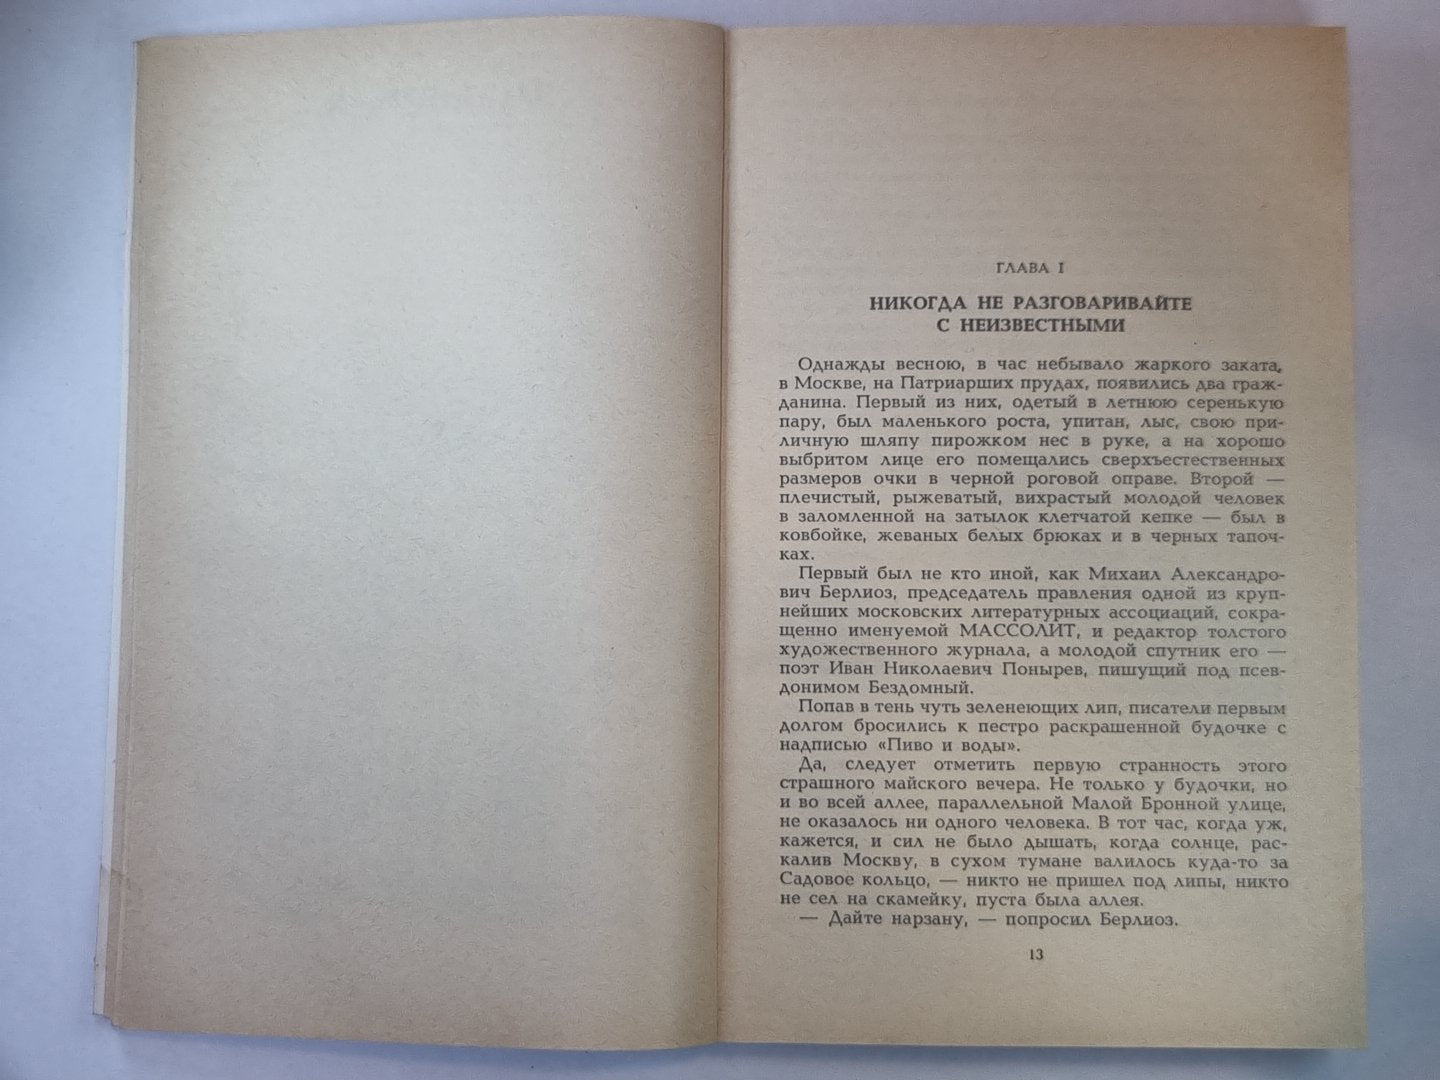 ГЛАВА I
НИКОГДА НЕ РАЗГОВАРИВАЙТЕ
С НЕИЗВЕСТНЫМИ
Однажды весною, в час небывало жаркого заката,
в Москве, на Патриарших прудах, появились два граж-
данина. Первый из них, одетый в летнюю серенькую
пару, был маленького роста, упитан, лыс, свою при-
личную шляпу пирожком нес в руке, а на хорошо
выбритом лице его помещались сверхъестественных
размеров очки в черной роговой оправе. Второй —
плечистый, рыжеватый, вихрастый молодой человек
в заломленной на затылок клетчатой кепке — был в
ковбойке, жеваных белых брюках и в черных тапоч-
ках.
Первый был не кто иной, как Михаил Александро-
вич Берлиоз, председатель правления одной из круп-
нейших московских литературных ассоциаций, сокра-
щенно именуемой МАССОЛИТ, и редактор толстого
художественного журнала, а молодой спутник его —
поэт Иван Николаевич Понырев, пишущий под псев-
донимом Бездомный.
Попав в тень чуть зеленеющих лип, писатели первым
долгом бросились к пестро раскрашенной будочке с
надписью «Пиво и воды».
Да, следует отметить первую странность этого
страшного майского вечера. Не только у будочки, но
и во всей аллее, параллельной Малой Бронной улице,
не оказалось ни одного человека. В тот час, когда уж,
кажется, и сил не было дышать, когда солнце, рас-
калив Москву, в сухом тумане валилось куда-то за
Садовое кольцо, — никто не пришел под липы, никто
не сел на скамейку, пуста была аллея.
— Дайте нарзану, — попросил Берлиоз.
13